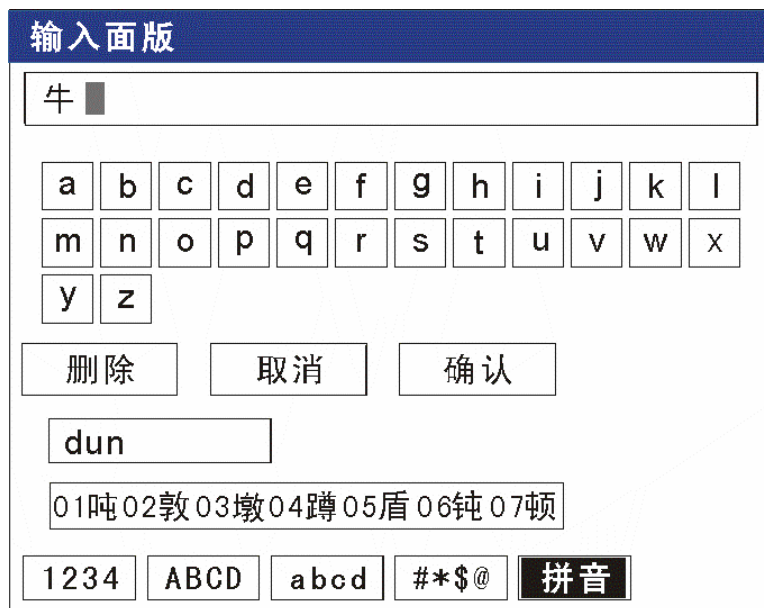 输入面版
牛
a b c d e f g h i j k l
m n o p q r s t u v w x
y z
删除 取消 确认
dun
01吨02敦03墩04蹲05盾06钝07顿
1234 ABCD abcd #*$@ 拼音